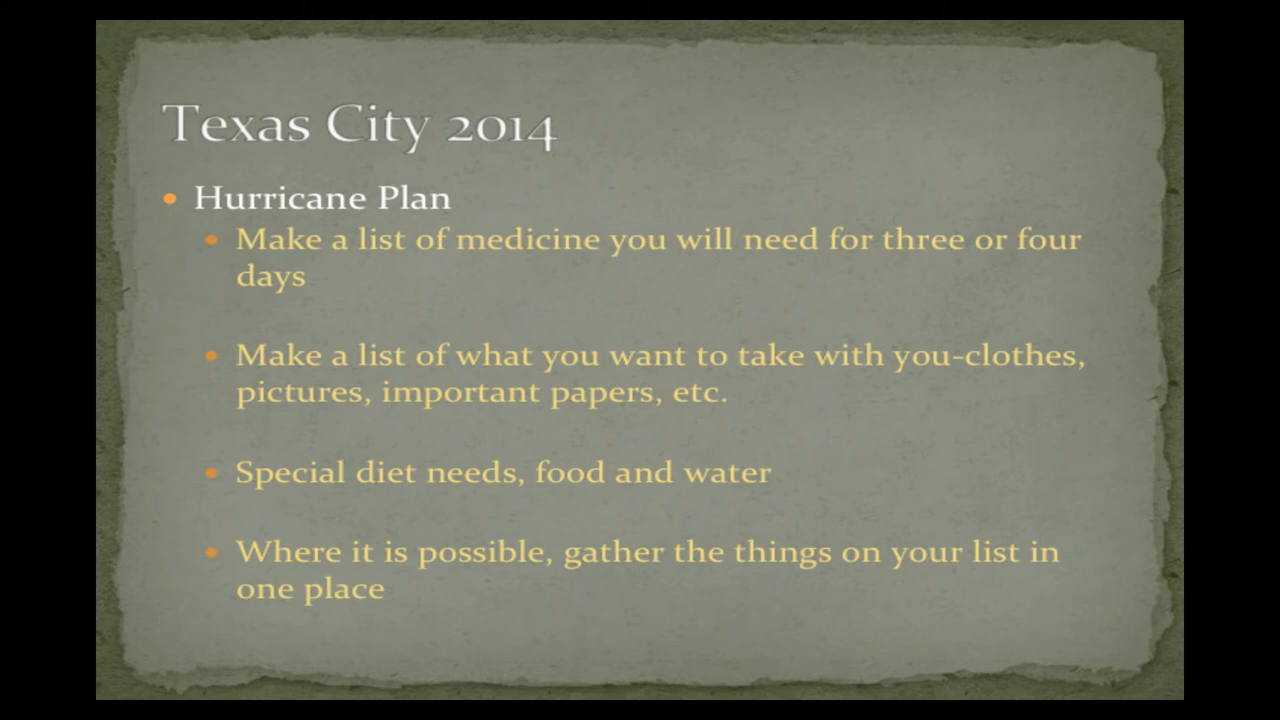 Texas City 2014
• Hurricane Plan
• Make a list of medicine you will need for three or four
days
• Make a list of what you want to take with you-clothes,
pictures, important papers, etc.
• Special diet needs, food and water
• Where it is possible, gather the things on your list in
one place